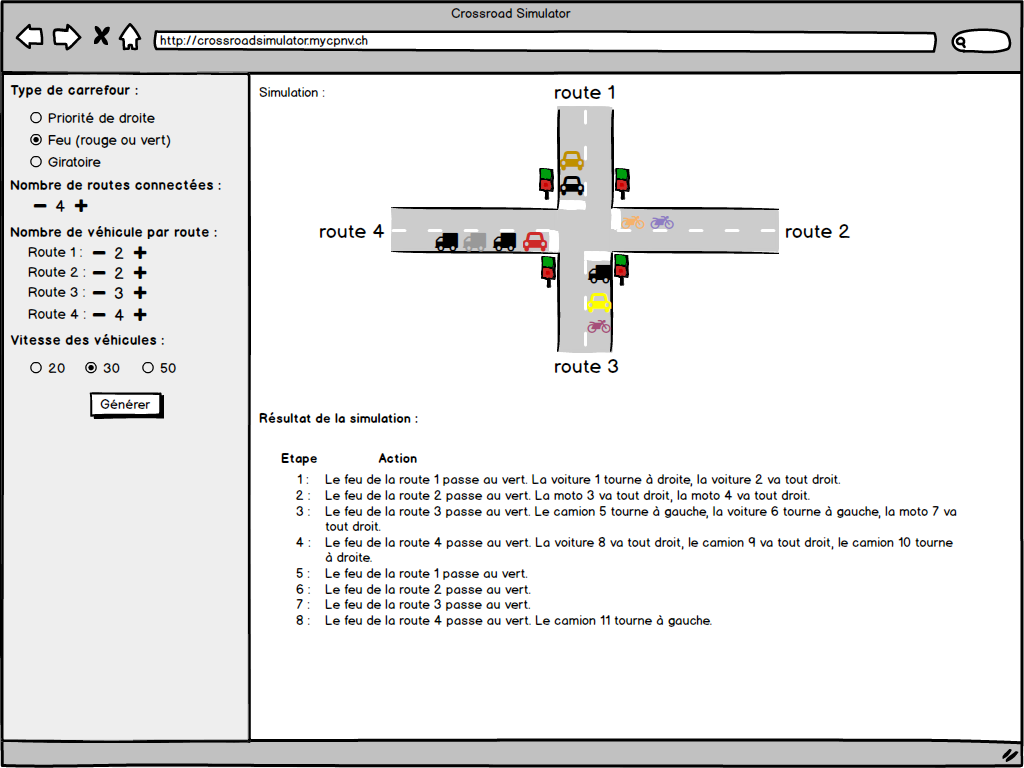 Crossroad Simulator
http://crossroadsimulator.mycpnv.ch
Type de carrefour :
Priorité de droite
Feu (rouge ou vert)
Giratoire
Nombre de routes connectées :
4
Nombre de véhicule par route :
Route 1 : 2
Route 2 : 2
Route 3 : 3
Route 4 : 4
Vitesse des véhicules :
20 30 50
Générer
Simulation :
route 1
route 4
route 2
route 3
Résultat de la simulation :
Etape Action
1 : Le feu de la route 1 passe au vert. La voiture 1 tourne à droite, la voiture 2 va tout droit.
2 : Le feu de la route 2 passe au vert. La moto 3 va tout droit, la moto 4 va tout droit.
3 : Le feu de la route 3 passe au vert. Le camion 5 tourne à gauche, la voiture 6 tourne à gauche, la moto 7 va
tout droit.
4 : Le feu de la route 4 passe au vert. La voiture 8 va tout droit, le camion 9 va tout droit, le camion 10 tourne
à droite.
5 : Le feu de la route 1 passe au vert.
6 : Le feu de la route 2 passe au vert.
7 : Le feu de la route 3 passe au vert.
8 : Le feu de la route 4 passe au vert. Le camion 11 tourne à gauche.